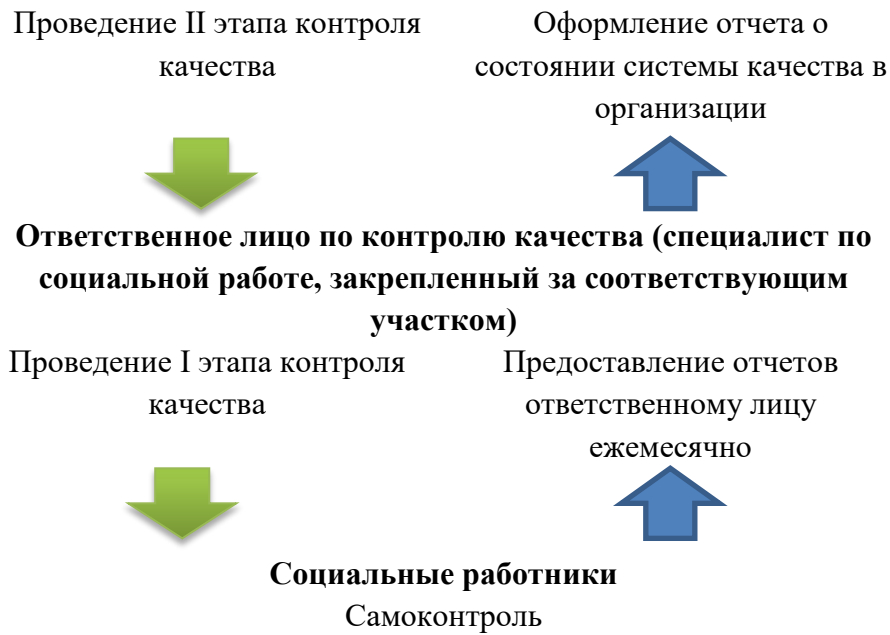 Проведение II этапа контроля
качества
Оформление отчета о
состоянии системы качества в
организации
Ответственное лицо по контролю качества (специалист по
социальной работе, закрепленный за соответствующим
участком)
Проведение I этапа контроля
качества
Предоставление отчетов
ответственному лицу
ежемесячно
Социальные работники
Самоконтроль